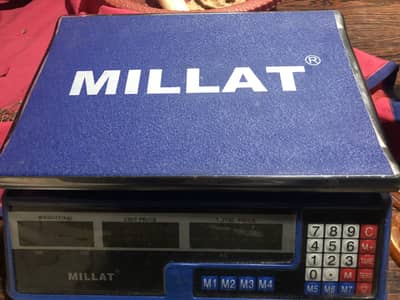 MILLAT®
WEIGHT/KG UNIT PRICE TOTAL PRICE
7 8 9 C
4 5 6
1 2 3
0
M1 M2 M3 M4 M5 M6 M7
MILLAT